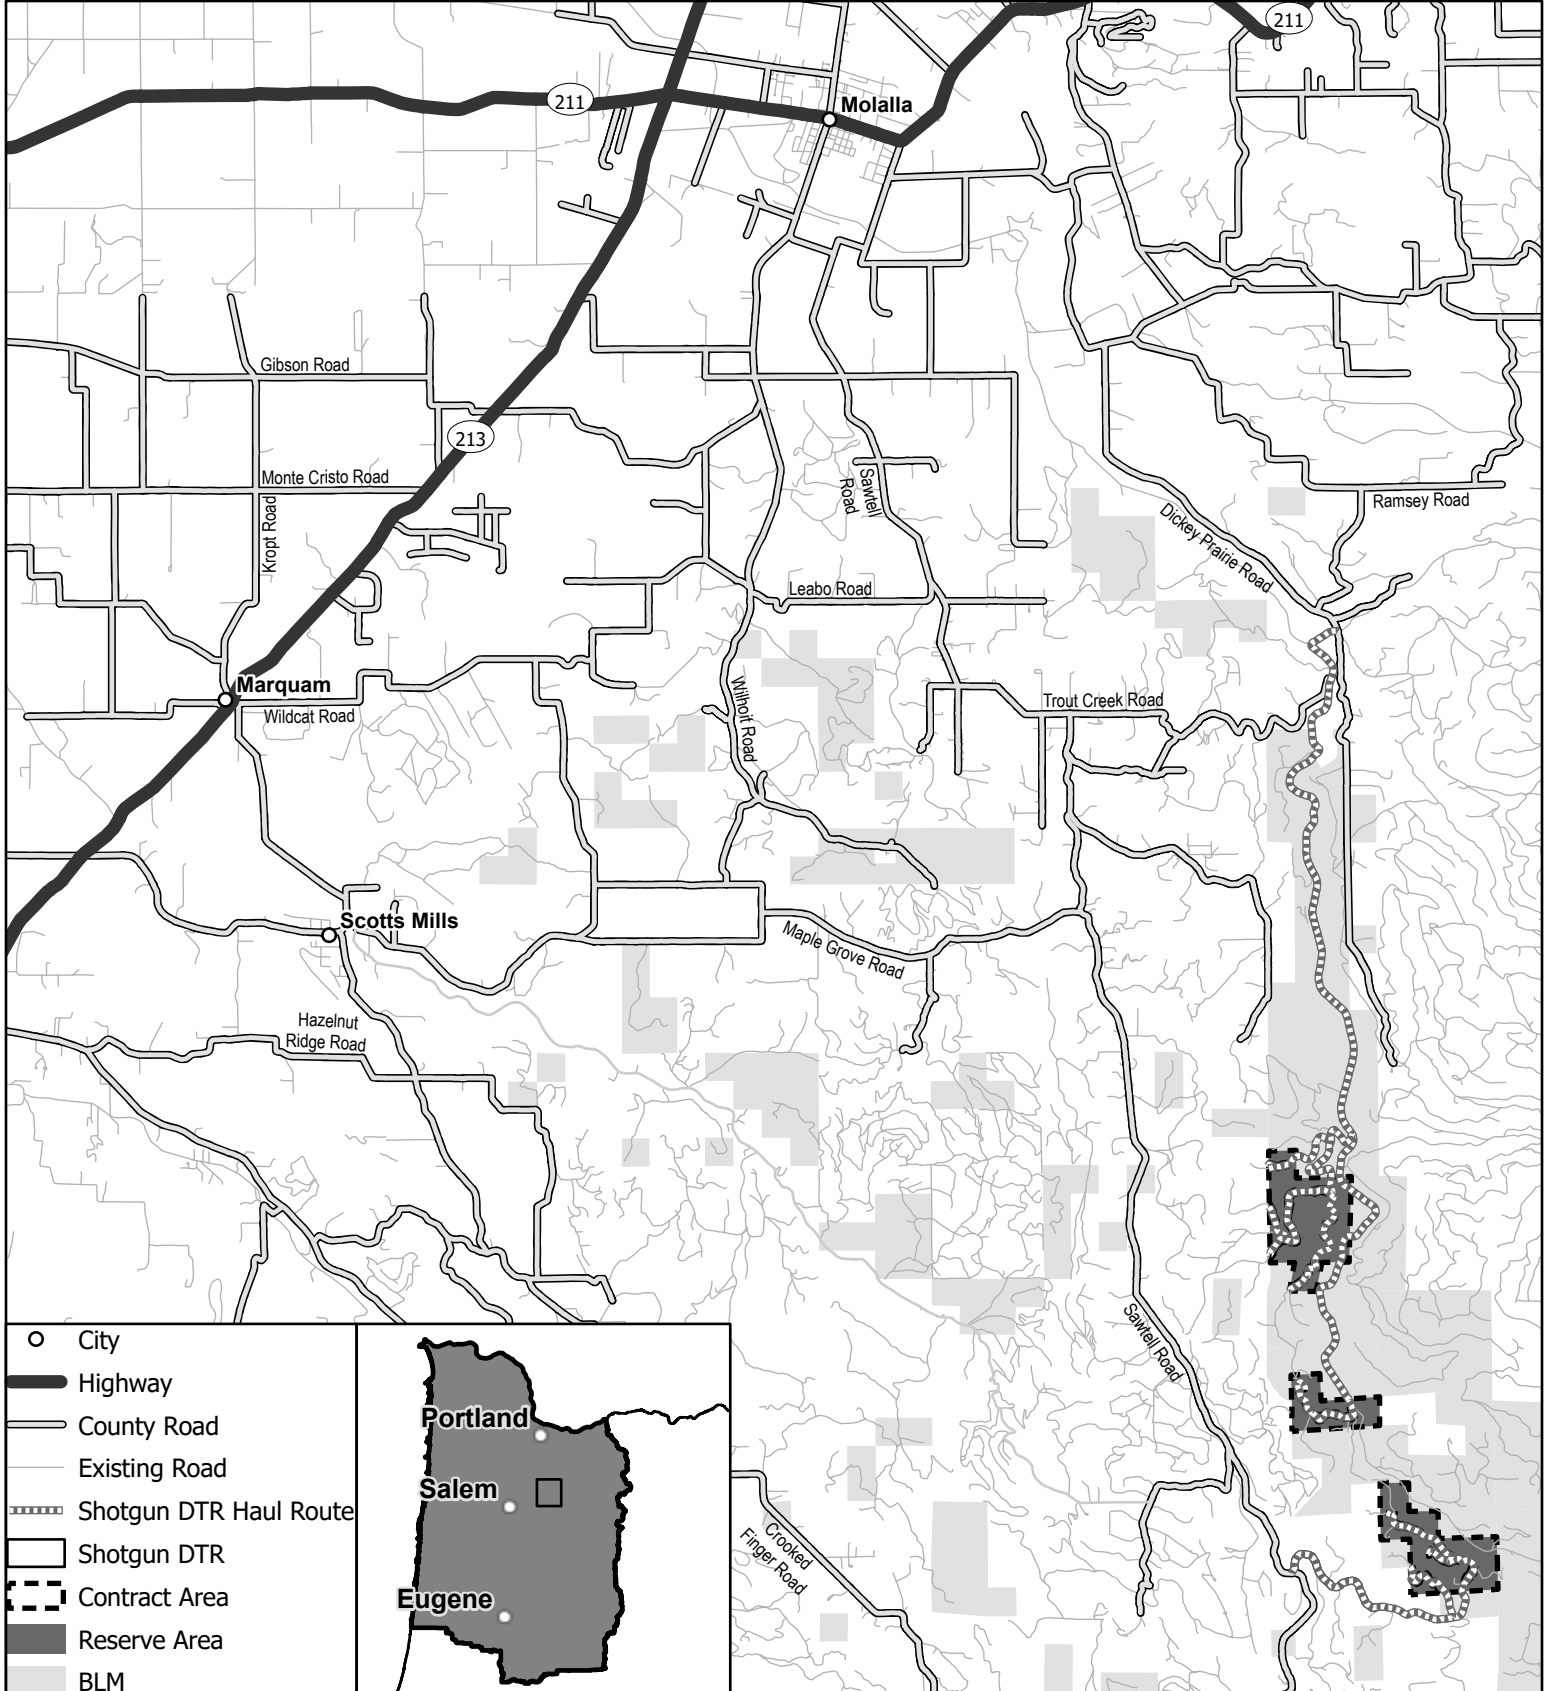 211
211
Molalla
Gibson Road
213
Monte Cristo Road
Kropt Road
Sawtell
Road
Ramsey Road
Dickey Prairie Road
Leabo Road
Marquam
Wildcat Road
Wilhoit Road
Trout Creek Road
Scotts Mills
Maple Grove Road
Hazelnut
Ridge Road
Sawtell Road
Crooked
Finger Road
City
Highway
County Road
Existing Road
Shotgun DTR Haul Route
Shotgun DTR
Contract Area
Reserve Area
BLM
Portland
Salem
Eugene